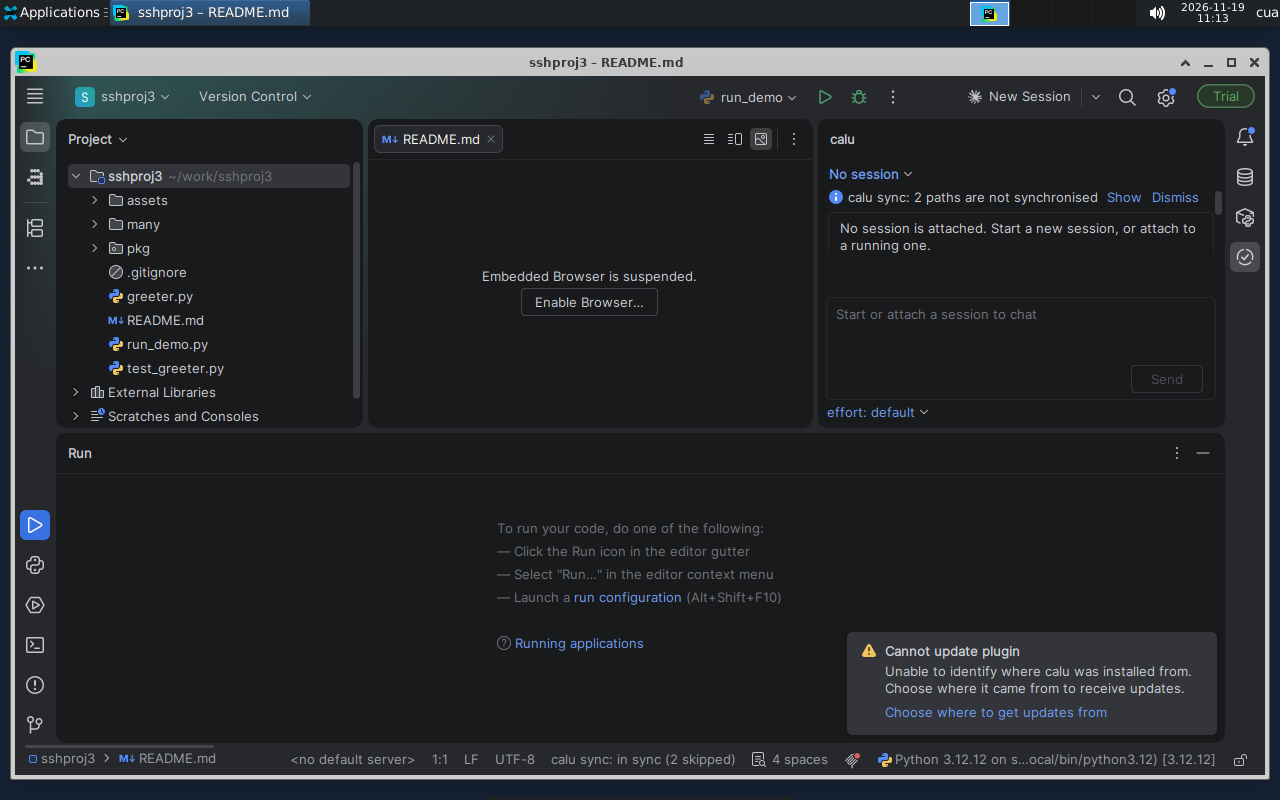 Applications
sshproj3 – README.md
2026-11-19
11:13
cua
sshproj3 – README.md
S sshproj3
Version Control
run_demo
New Session
Trial
Project
sshproj3 ~/work/sshproj3
assets
many
pkg
.gitignore
greeter.py
M↓ README.md
run_demo.py
test_greeter.py
External Libraries
Scratches and Consoles
M↓ README.md
Embedded Browser is suspended.
Enable Browser...
calu
No session
calu sync: 2 paths are not synchronised Show Dismiss
No session is attached. Start a new session, or attach to
a running one.
Start or attach a session to chat
Send
effort: default
Run
To run your code, do one of the following:
— Click the Run icon in the editor gutter
— Select "Run..." in the editor context menu
— Launch a run configuration (Alt+Shift+F10)
? Running applications
Cannot update plugin
Unable to identify where calu was installed from.
Choose where it came from to receive updates.
Choose where to get updates from
sshproj3 > M↓ README.md
<no default server> 1:1 LF UTF-8 calu sync: in sync (2 skipped) 4 spaces Python 3.12.12 on s...ocal/bin/python3.12) [3.12.12]